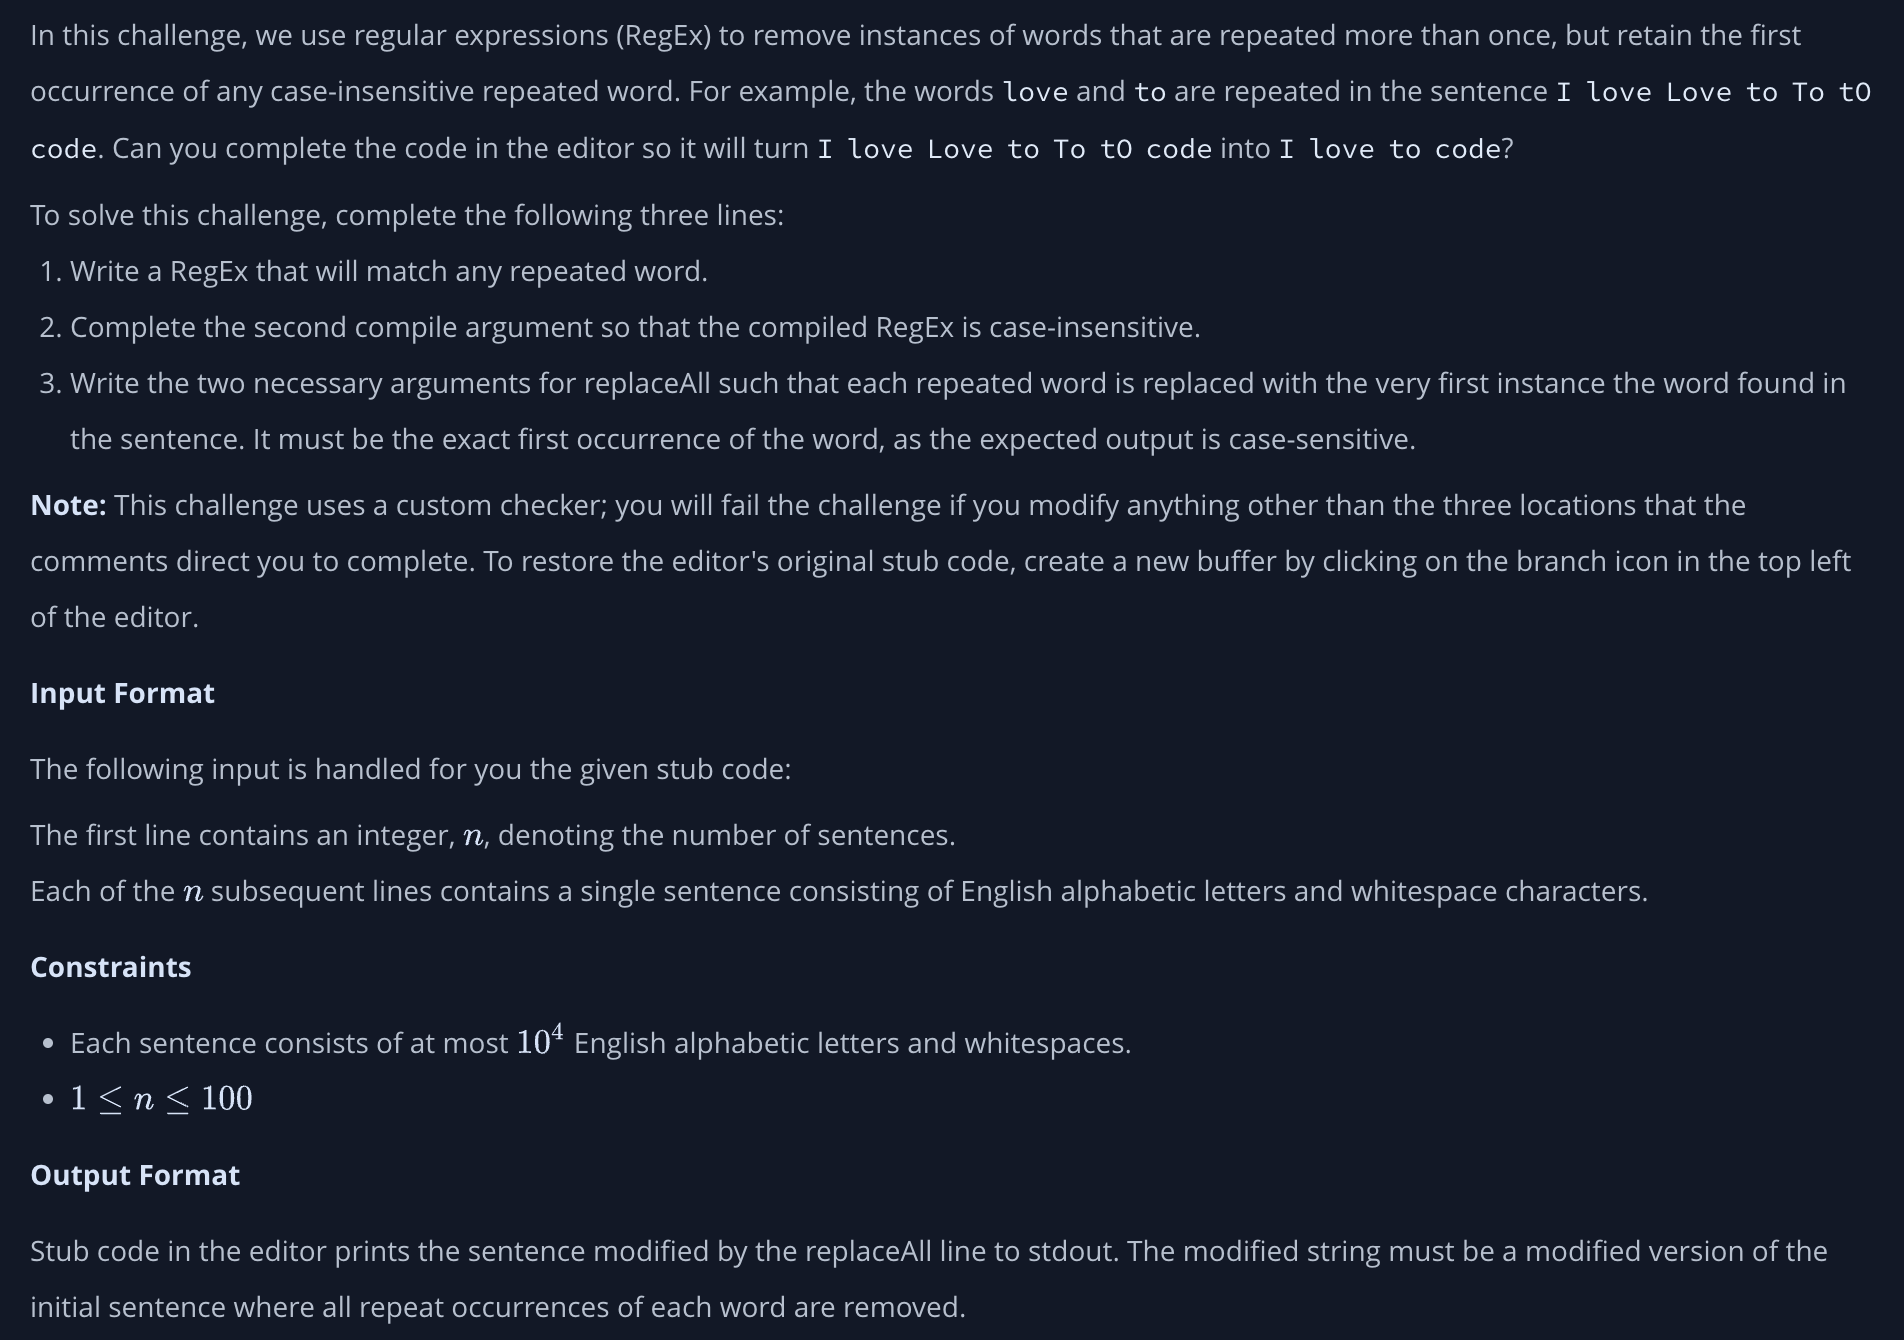 In this challenge, we use regular expressions (RegEx) to remove instances of words that are repeated more than once, but retain the first
occurrence of any case-insensitive repeated word. For example, the words love and to are repeated in the sentence I love Love to To tO
code. Can you complete the code in the editor so it will turn I love Love to To tO code into I love to code?
To solve this challenge, complete the following three lines:
1. Write a RegEx that will match any repeated word.
2. Complete the second compile argument so that the compiled RegEx is case-insensitive.
3. Write the two necessary arguments for replaceAll such that each repeated word is replaced with the very first instance the word found in
the sentence. It must be the exact first occurrence of the word, as the expected output is case-sensitive.
Note: This challenge uses a custom checker; you will fail the challenge if you modify anything other than the three locations that the
comments direct you to complete. To restore the editor's original stub code, create a new buffer by clicking on the branch icon in the top left
of the editor.
Input Format
The following input is handled for you the given stub code:
The first line contains an integer, n, denoting the number of sentences.
Each of the n subsequent lines contains a single sentence consisting of English alphabetic letters and whitespace characters.
Constraints
• Each sentence consists of at most 10⁴ English alphabetic letters and whitespaces.
• 1 ≤ n ≤ 100
Output Format
Stub code in the editor prints the sentence modified by the replaceAll line to stdout. The modified string must be a modified version of the
initial sentence where all repeat occurrences of each word are removed.